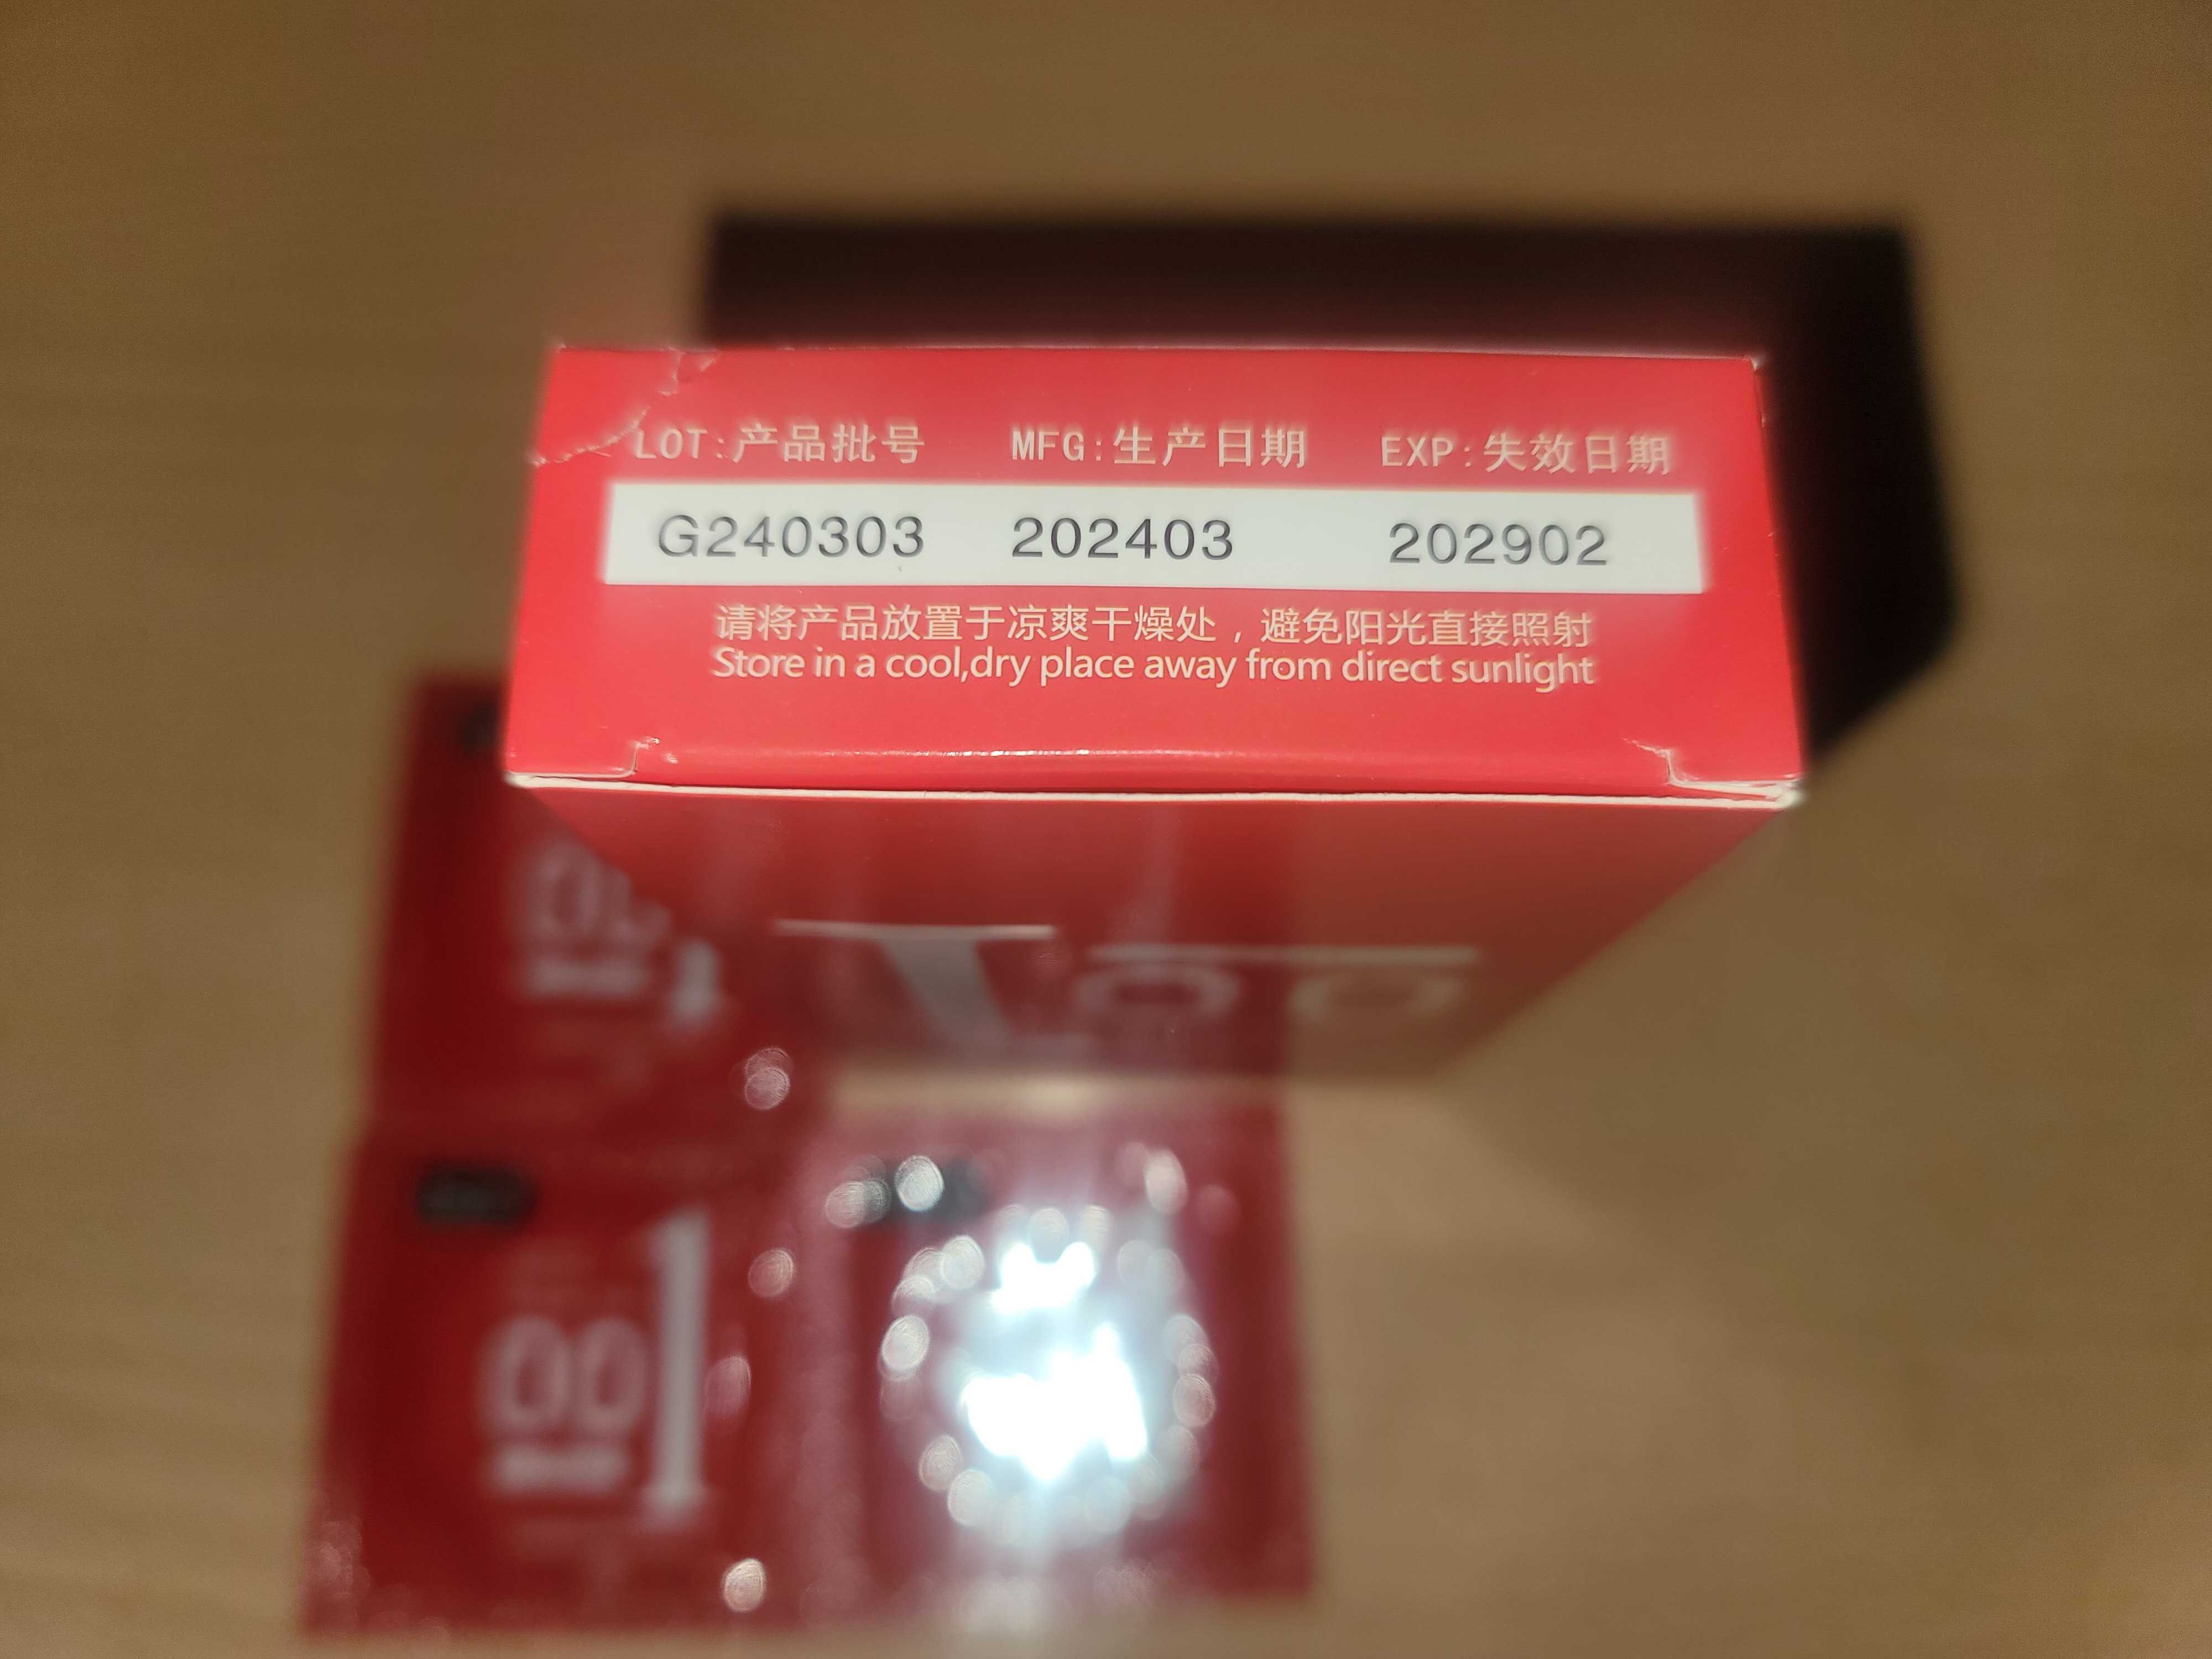 LOT:产品批号 MFG:生产日期 EXP:失效日期
G240303 202403 202902
请将产品放置于凉爽干燥处，避免阳光直接照射
Store in a cool,dry place away from direct sunlight
001